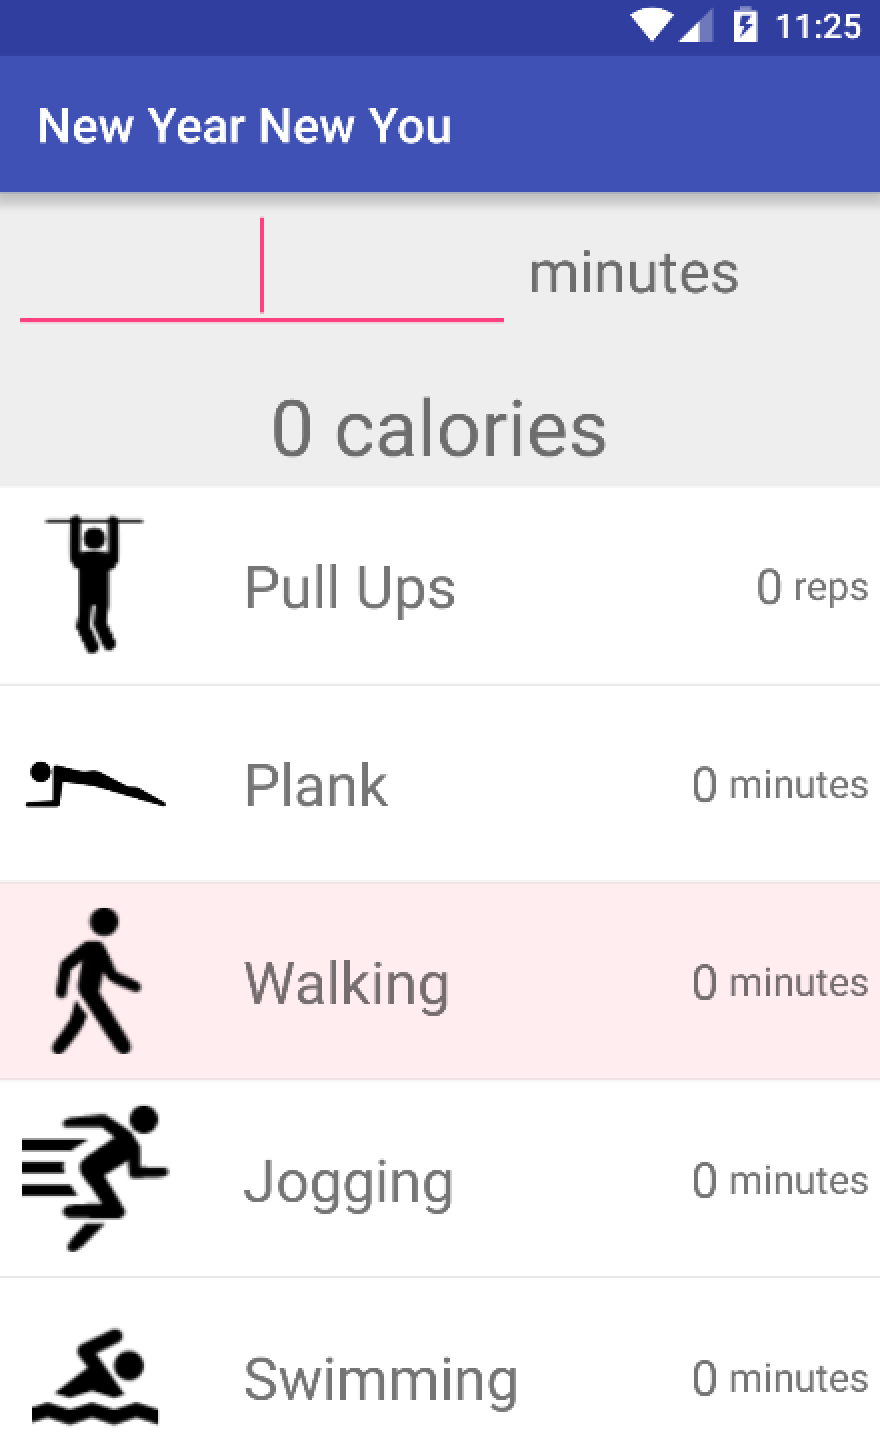 11:25
New Year New You
minutes
0 calories
Pull Ups 0 reps
Plank 0 minutes
Walking 0 minutes
Jogging 0 minutes
Swimming 0 minutes